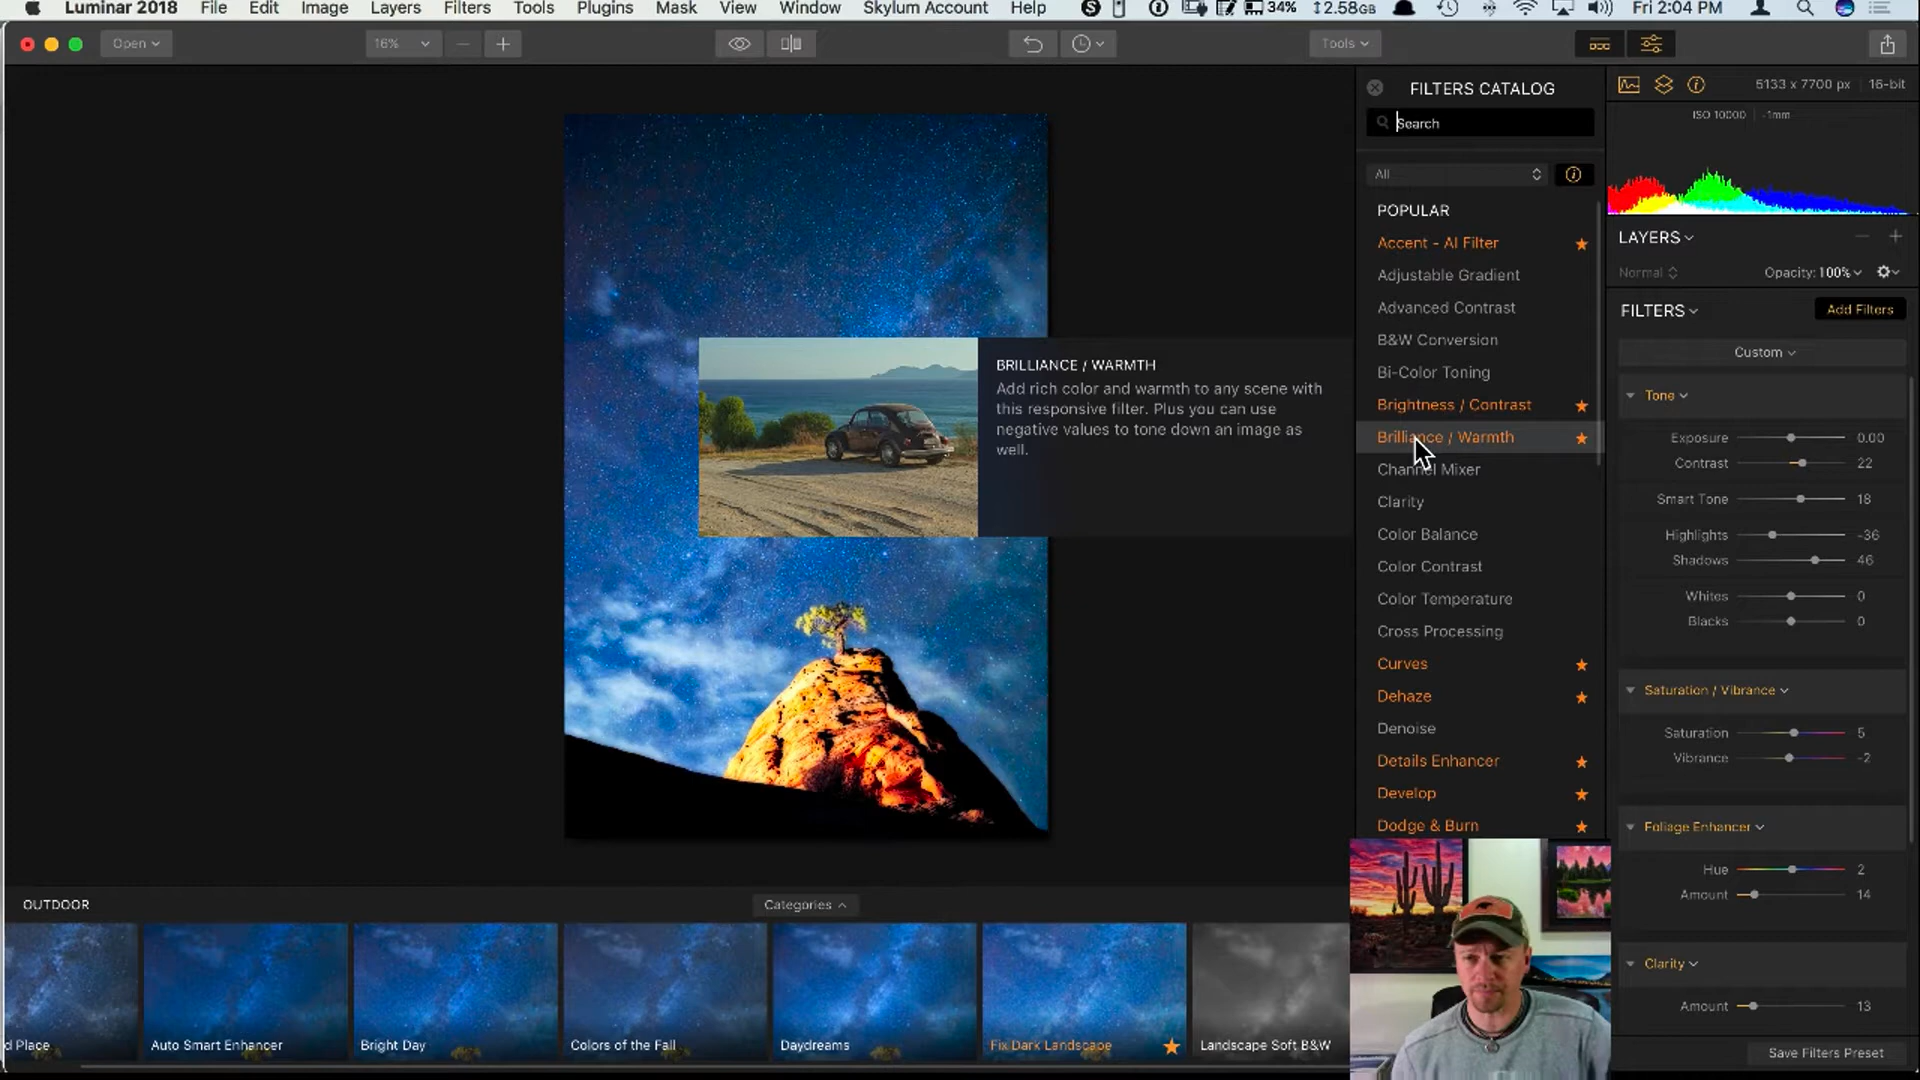 Luminar 2018 File Edit Image Layers Filters Tools Plugins Mask View Window Skylum Account Help 34% 2.58GB Fri 2:04 PM
Open 16% Tools
FILTERS CATALOG
Search
All
POPULAR
Accent - AI Filter
Adjustable Gradient
Advanced Contrast
B&W Conversion
Bi-Color Toning
Brightness / Contrast
Brilliance / Warmth
Channel Mixer
Clarity
Color Balance
Color Contrast
Color Temperature
Cross Processing
Curves
Dehaze
Denoise
Details Enhancer
Develop
Dodge & Burn
BRILLIANCE / WARMTH
Add rich color and warmth to any scene with
this responsive filter. Plus you can use
negative values to tone down an image as
well.
5133 x 7700 px 16-bit
ISO 10000 -1mm
LAYERS
Normal Opacity: 100%
FILTERS Add Filters
Custom
Tone
Exposure 0.00
Contrast 22
Smart Tone 18
Highlights -36
Shadows 46
Whites 0
Blacks 0
Saturation / Vibrance
Saturation 5
Vibrance -2
Foliage Enhancer
Hue 2
Amount 14
Clarity
Amount 13
Save Filters Preset
OUTDOOR Categories
d Place Auto Smart Enhancer Bright Day Colors of the Fall Daydreams Fix Dark Landscape Landscape Soft B&W